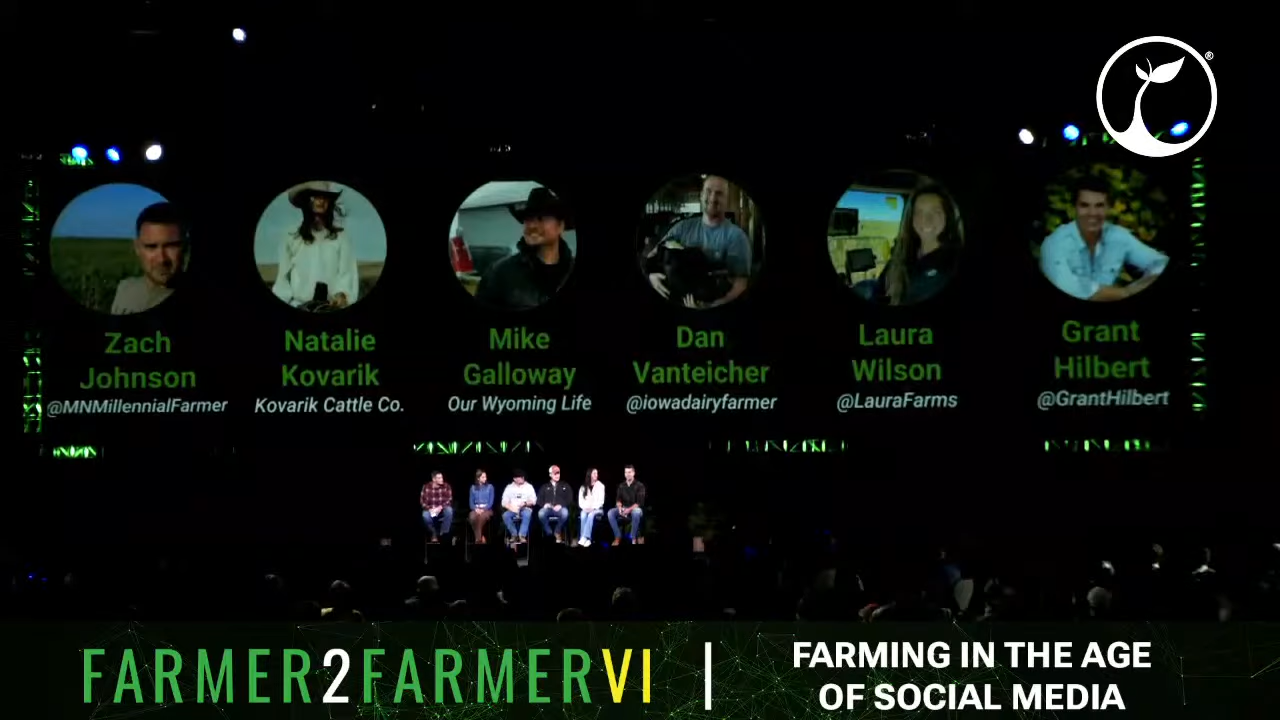 ®
Zach
Johnson
@MNMillennialFarmer
Natalie
Kovarik
Kovarik Cattle Co.
Mike
Galloway
Our Wyoming Life
Dan
Vanteicher
@iowadairyfarmer
Laura
Wilson
@LauraFarms
Grant
Hilbert
@GrantHilbert
FARMER2FARMERVI
FARMING IN THE AGE
OF SOCIAL MEDIA